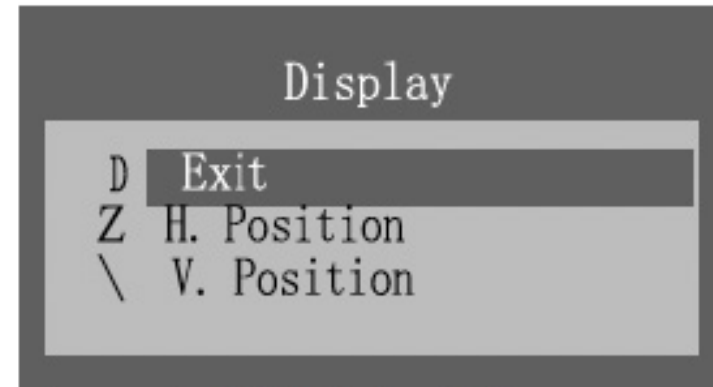 Display
D Exit
Z H. Position
\ V. Position